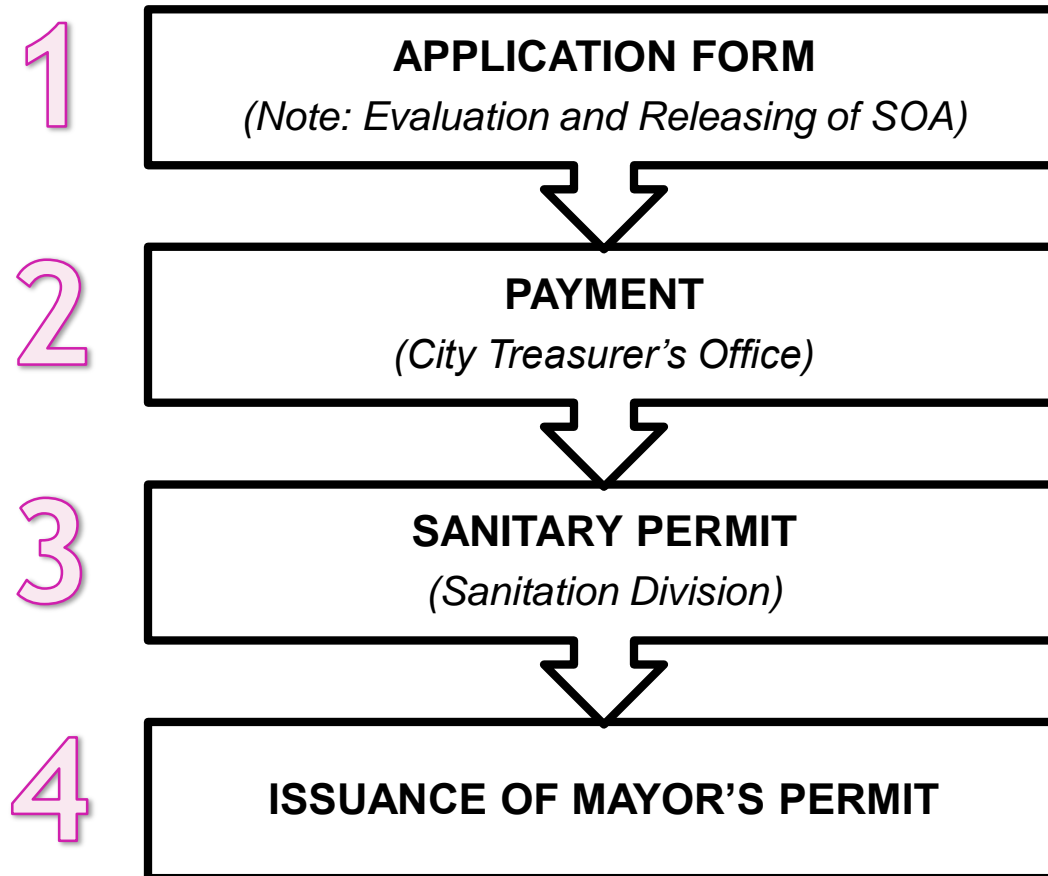 1
APPLICATION FORM
(Note: Evaluation and Releasing of SOA)
2
PAYMENT
(City Treasurer’s Office)
3
SANITARY PERMIT
(Sanitation Division)
4
ISSUANCE OF MAYOR’S PERMIT